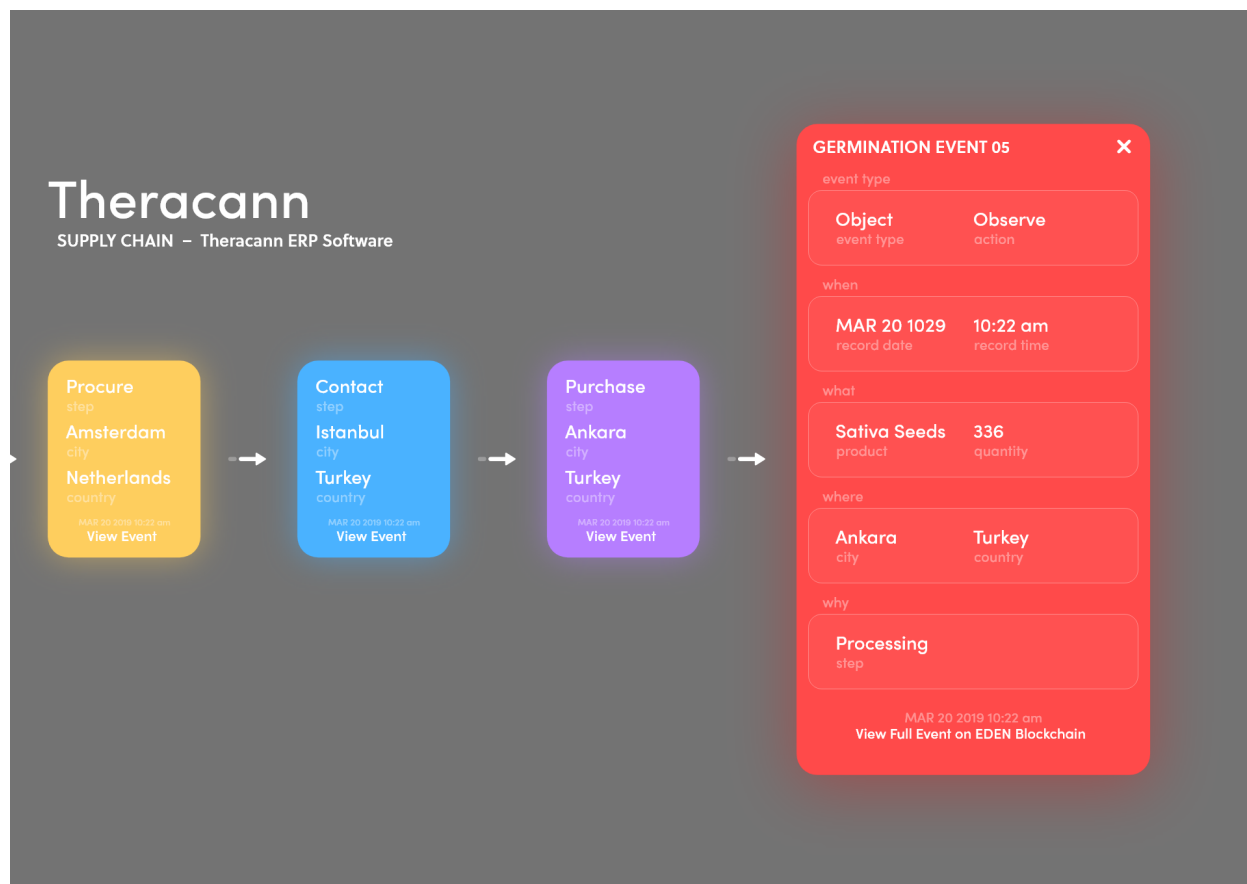 Theracann
SUPPLY CHAIN – Theracann ERP Software
Procure
step
Amsterdam
city
Netherlands
country
MAR 20 2019 10:22 am
View Event
Contact
step
Istanbul
city
Turkey
country
MAR 20 2019 10:22 am
View Event
Purchase
step
Ankara
city
Turkey
country
MAR 20 2019 10:22 am
View Event
GERMINATION EVENT 05
event type
Object Observe
event type action
when
MAR 20 1029 10:22 am
record date record time
what
Sativa Seeds 336
product quantity
where
Ankara Turkey
city country
why
Processing
step
MAR 20 2019 10:22 am
View Full Event on EDEN Blockchain